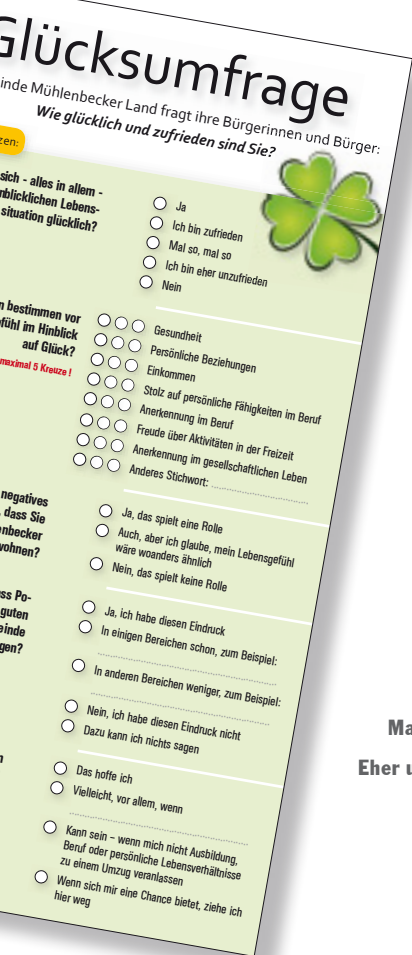 Glücksumfrage
inde Mühlenbecker Land fragt ihre Bürgerinnen und Bürger:
Wie glücklich und zufrieden sind Sie?
zen:
sich - alles in allem -
nblicklichen Lebens-
situation glücklich?
Ja
Ich bin zufrieden
Mal so, mal so
Ich bin eher unzufrieden
Nein
n bestimmen vor
efühl im Hinblick
auf Glück?
maximal 5 Kreuze !
Gesundheit
Persönliche Beziehungen
Einkommen
Stolz auf persönliche Fähigkeiten im Beruf
Anerkennung im Beruf
Freude über Aktivitäten in der Freizeit
Anerkennung im gesellschaftlichen Leben
Anderes Stichwort: ........................
negatives
, dass Sie
enbecker
wohnen?
Ja, das spielt eine Rolle
Auch, aber ich glaube, mein Lebensgefühl
wäre woanders ähnlich
Nein, das spielt keine Rolle
ss Po-
guten
einde
gen?
Ja, ich habe diesen Eindruck
In einigen Bereichen schon, zum Beispiel:
In anderen Bereichen weniger, zum Beispiel:
Nein, ich habe diesen Eindruck nicht
Dazu kann ich nichts sagen
n
Das hoffe ich
Vielleicht, vor allem, wenn
Kann sein – wenn mich nicht Ausbildung,
Beruf oder persönliche Lebensverhältnisse
zu einem Umzug veranlassen
Wenn sich mir eine Chance bietet, ziehe ich
hier weg
Ma
Eher u